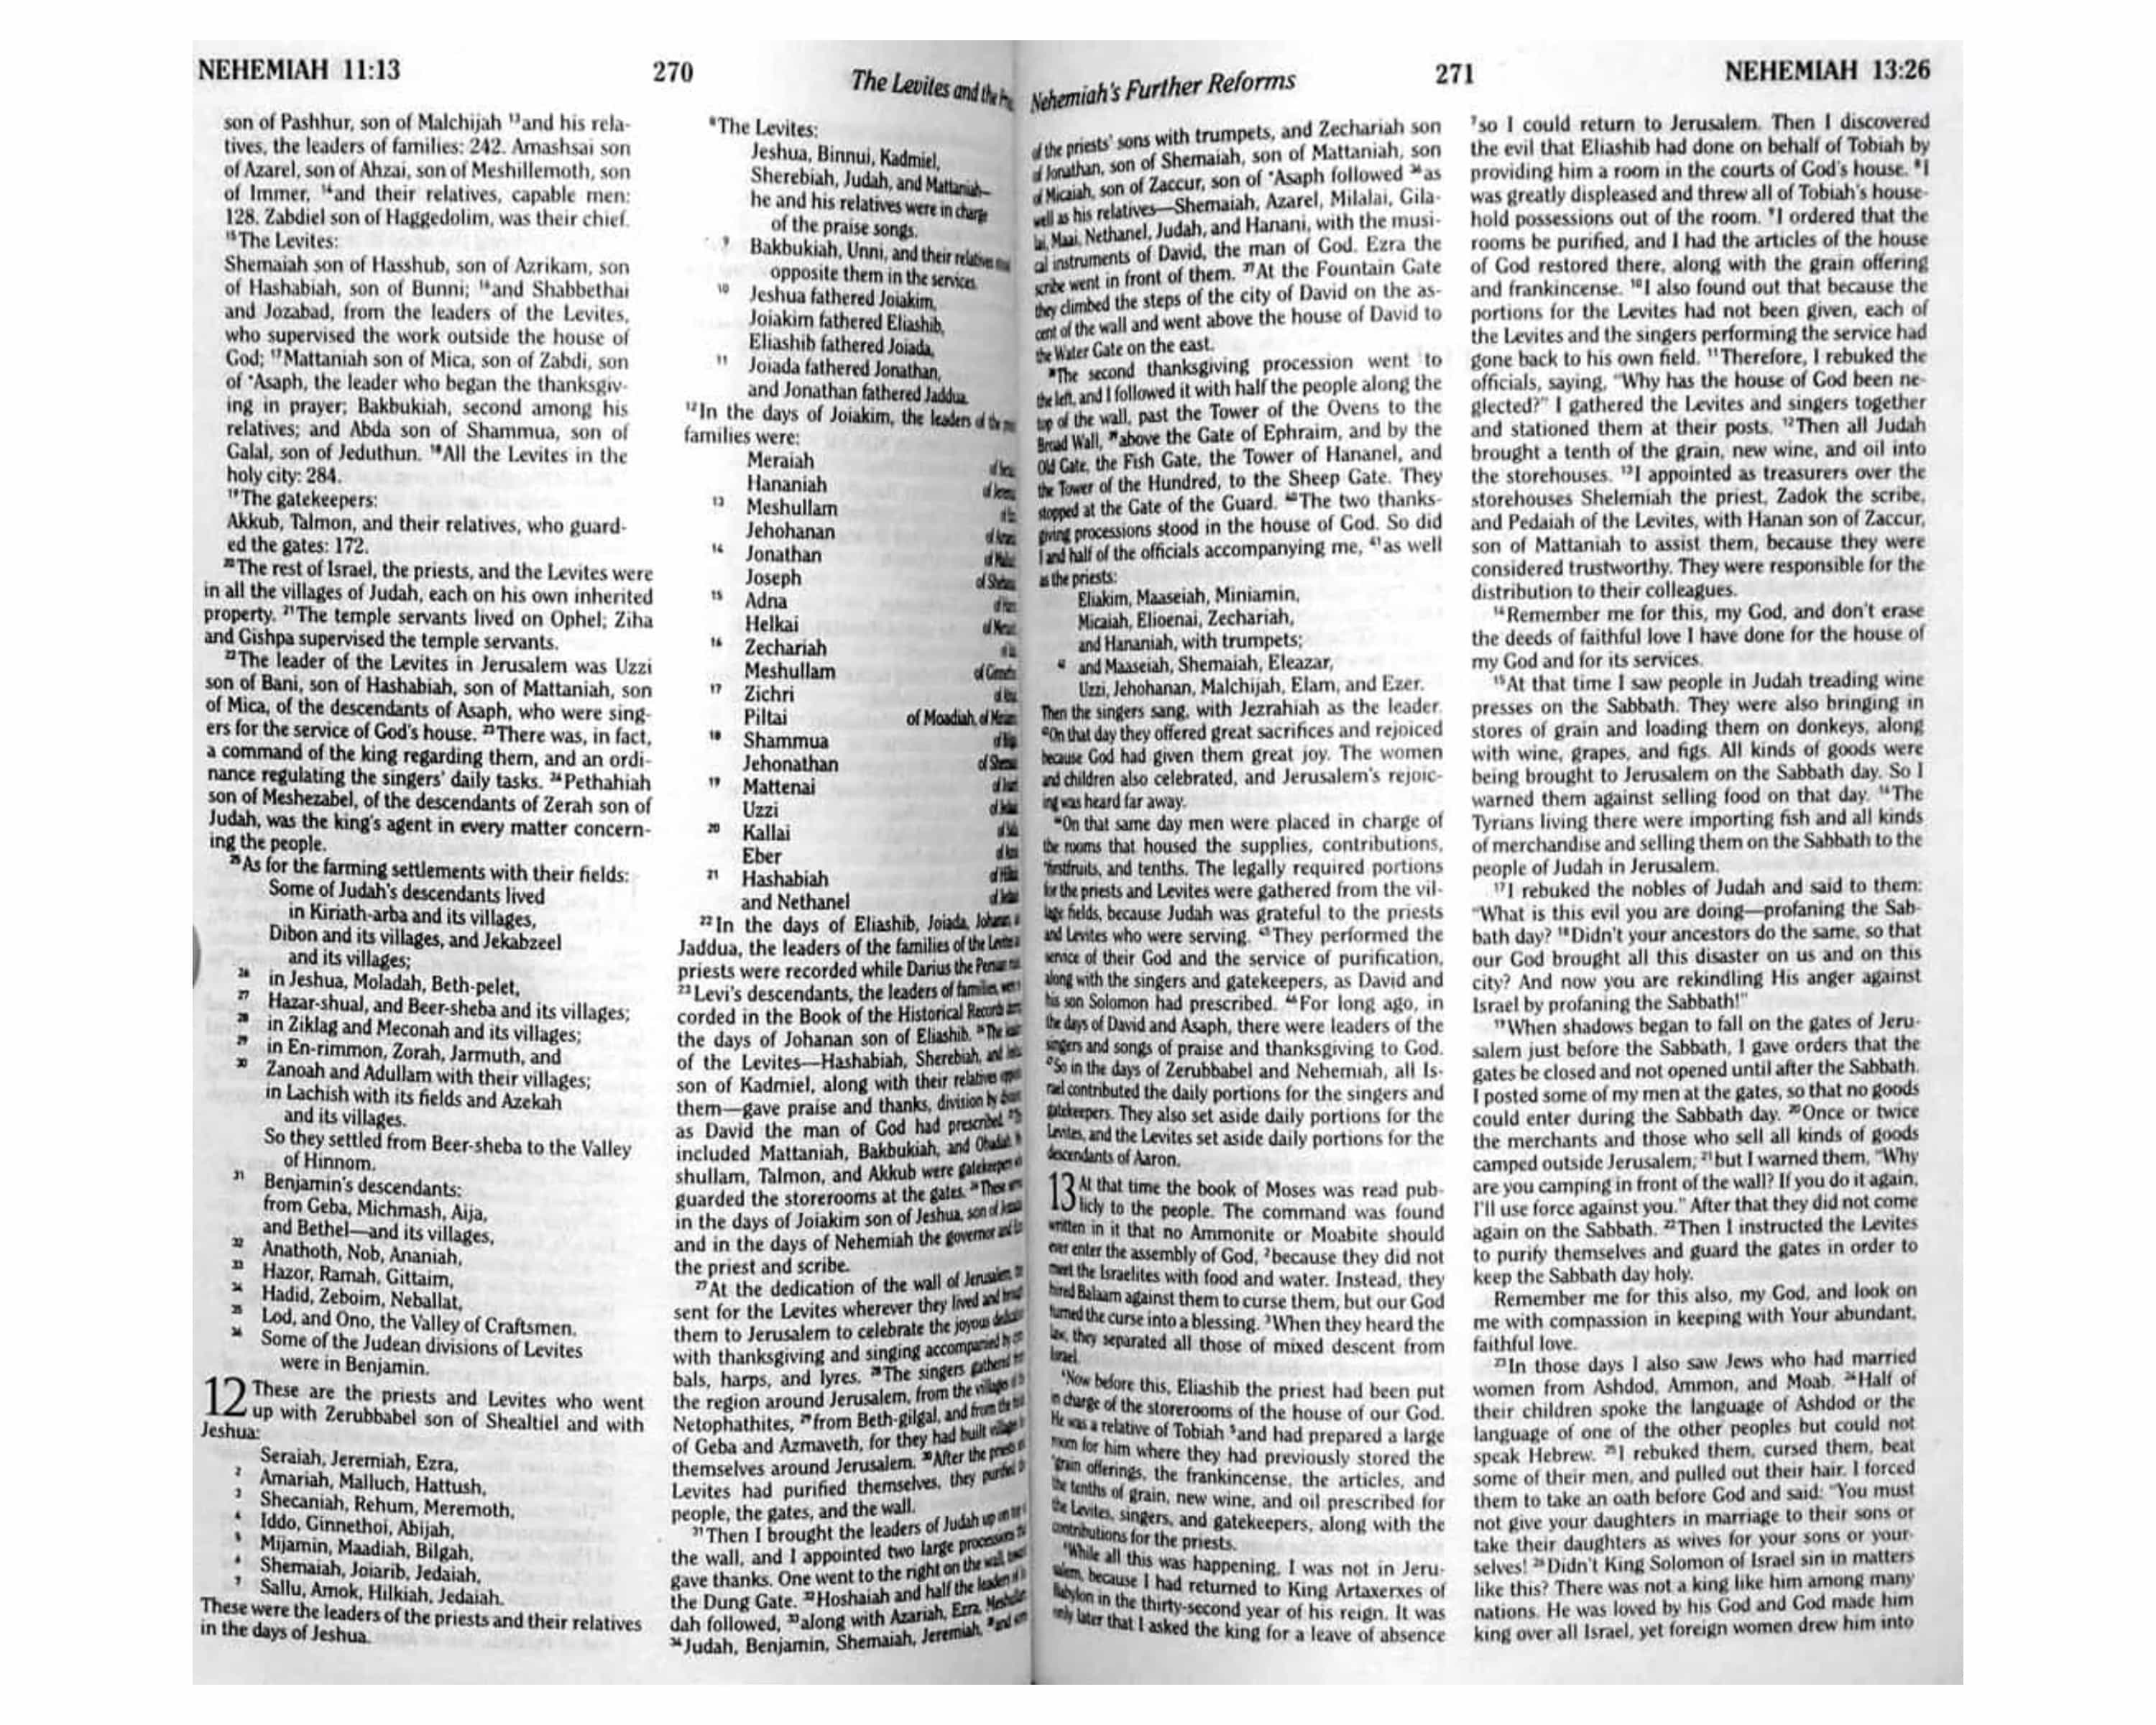 NEHEMIAH 11:13
270
The Levites and the
son of Pashhur, son of Malchijah ¹³and his rela-
tives, the leaders of families: 242. Amashsai son
of Azarel, son of Ahzai, son of Meshillemoth, son
of Immer, ¹⁴and their relatives, capable men:
128. Zabdiel son of Haggedolim, was their chief.
¹⁵The Levites:
Shemaiah son of Hasshub, son of Azrikam, son
of Hashabiah, son of Bunni; ¹⁶and Shabbethai
and Jozabad, from the leaders of the Levites,
who supervised the work outside the house of
God; ¹⁷Mattaniah son of Mica, son of Zabdi, son
of •Asaph, the leader who began the thanksgiv-
ing in prayer; Bakbukiah, second among his
relatives; and Abda son of Shammua, son of
Galal, son of Jeduthun. ¹⁸All the Levites in the
holy city: 284.
¹⁹The gatekeepers:
Akkub, Talmon, and their relatives, who guard-
ed the gates: 172.
²⁰The rest of Israel, the priests, and the Levites were
in all the villages of Judah, each on his own inherited
property. ²¹The temple servants lived on Ophel; Ziha
and Gishpa supervised the temple servants.
²²The leader of the Levites in Jerusalem was Uzzi
son of Bani, son of Hashabiah, son of Mattaniah, son
of Mica, of the descendants of Asaph, who were sing-
ers for the service of God's house. ²³There was, in fact,
a command of the king regarding them, and an ordi-
nance regulating the singers' daily tasks. ²⁴Pethahiah
son of Meshezabel, of the descendants of Zerah son of
Judah, was the king's agent in every matter concern-
ing the people.
²⁵As for the farming settlements with their fields:
Some of Judah's descendants lived
in Kiriath-arba and its villages,
Dibon and its villages, and Jekabzeel
and its villages;
²⁶ in Jeshua, Moladah, Beth-pelet,
²⁷ Hazar-shual, and Beer-sheba and its villages;
²⁸ in Ziklag and Meconah and its villages;
²⁹ in En-rimmon, Zorah, Jarmuth, and
³⁰ Zanoah and Adullam with their villages;
in Lachish with its fields and Azekah
and its villages.
So they settled from Beer-sheba to the Valley
of Hinnom.
³¹ Benjamin's descendants:
from Geba, Michmash, Aija,
and Bethel—and its villages,
³² Anathoth, Nob, Ananiah,
³³ Hazor, Ramah, Gittaim,
³⁴ Hadid, Zeboim, Neballat,
³⁵ Lod, and Ono, the Valley of Craftsmen.
³⁶ Some of the Judean divisions of Levites
were in Benjamin.
12 These are the priests and Levites who went
up with Zerubbabel son of Shealtiel and with
Jeshua:
Seraiah, Jeremiah, Ezra,
² Amariah, Malluch, Hattush,
³ Shecaniah, Rehum, Meremoth,
⁴ Iddo, Ginnethoi, Abijah,
⁵ Mijamin, Maadiah, Bilgah,
⁶ Shemaiah, Joiarib, Jedaiah,
⁷ Sallu, Amok, Hilkiah, Jedaiah.
These were the leaders of the priests and their relatives
in the days of Jeshua.
⁸The Levites:
Jeshua, Binnui, Kadmiel,
Sherebiah, Judah, and Mattaniah—
he and his relatives were in charge
of the praise songs.
⁹ Bakbukiah, Unni, and their relatives
opposite them in the services.
¹⁰ Jeshua fathered Joiakim,
Joiakim fathered Eliashib,
Eliashib fathered Joiada,
¹¹ Joiada fathered Jonathan,
and Jonathan fathered Jaddua.
¹²In the days of Joiakim, the leaders of the
families were:
Meraiah
Hananiah
¹³ Meshullam
Jehohanan
¹⁴ Jonathan
Joseph
¹⁵ Adna
Helkai
¹⁶ Zechariah
Meshullam
¹⁷ Zichri
Piltai of Moadiah, of
¹⁸ Shammua
Jehonathan
¹⁹ Mattenai
Uzzi
²⁰ Kallai
Eber
²¹ Hashabiah
and Nethanel
²²In the days of Eliashib, Joiada,
Jaddua, the leaders of the families of the
priests were recorded while Darius the
²³Levi's descendants, the leaders of families,
corded in the Book of the Historical Records
the days of Johanan son of Eliashib. ²⁴The
of the Levites—Hashabiah, Sherebiah, and
son of Kadmiel, along with their relatives
them—gave praise and thanks, division by
as David the man of God had prescribed.
included Mattaniah, Bakbukiah, and
shullam, Talmon, and Akkub were gatekeepers
guarded the storerooms at the gates. ²⁶These
in the days of Joiakim son of Jeshua, son of
and in the days of Nehemiah the governor and
the priest and scribe.
²⁷At the dedication of the wall of Jerusalem,
sent for the Levites wherever they lived and
them to Jerusalem to celebrate the joyous
with thanksgiving and singing accompanied by
bals, harps, and lyres. ²⁸The singers gathered
the region around Jerusalem, from the villages
Netophathites, ²⁹from Beth-gilgal, and from the
of Geba and Azmaveth, for they had built
themselves around Jerusalem. ³⁰After the priests
Levites had purified themselves, they purified
people, the gates, and the wall.
³¹Then I brought the leaders of Judah up on
the wall, and I appointed two large processions
gave thanks. One went to the right on the wall,
the Dung Gate. ³²Hoshaiah and half the leaders of
dah followed, ³³along with Azariah, Ezra,
³⁴Judah, Benjamin, Shemaiah, Jeremiah, ³⁵and
Nehemiah's Further Reforms
271
NEHEMIAH 13:26
of the priests' sons with trumpets, and Zechariah son
of Jonathan, son of Shemaiah, son of Mattaniah, son
of Micaiah, son of Zaccur, son of •Asaph followed ³⁶as
well as his relatives—Shemaiah, Azarel, Milalai, Gila-
lai, Maai, Nethanel, Judah, and Hanani, with the musi-
cal instruments of David, the man of God. Ezra the
scribe went in front of them. ³⁷At the Fountain Gate
they climbed the steps of the city of David on the as-
cent of the wall and went above the house of David to
the Water Gate on the east.
³⁸The second thanksgiving procession went to
the left, and I followed it with half the people along the
top of the wall, past the Tower of the Ovens to the
Broad Wall, ³⁹above the Gate of Ephraim, and by the
Old Gate, the Fish Gate, the Tower of Hananel, and
the Tower of the Hundred, to the Sheep Gate. They
stopped at the Gate of the Guard. ⁴⁰The two thanks-
giving processions stood in the house of God. So did
I and half of the officials accompanying me, ⁴¹as well
as the priests:
Eliakim, Maaseiah, Miniamin,
Micaiah, Elioenai, Zechariah,
and Hananiah, with trumpets;
⁴² and Maaseiah, Shemaiah, Eleazar,
Uzzi, Jehohanan, Malchijah, Elam, and Ezer.
Then the singers sang, with Jezrahiah as the leader.
⁴³On that day they offered great sacrifices and rejoiced
because God had given them great joy. The women
and children also celebrated, and Jerusalem's rejoic-
ing was heard far away.
⁴⁴On that same day men were placed in charge of
the rooms that housed the supplies, contributions,
•firstfruits, and tenths. The legally required portions
for the priests and Levites were gathered from the vil-
lage fields, because Judah was grateful to the priests
and Levites who were serving. ⁴⁵They performed the
service of their God and the service of purification,
along with the singers and gatekeepers, as David and
his son Solomon had prescribed. ⁴⁶For long ago, in
the days of David and Asaph, there were leaders of the
singers and songs of praise and thanksgiving to God.
⁴⁷So in the days of Zerubbabel and Nehemiah, all Is-
rael contributed the daily portions for the singers and
gatekeepers. They also set aside daily portions for the
Levites, and the Levites set aside daily portions for the
descendants of Aaron.
13 At that time the book of Moses was read pub-
licly to the people. The command was found
written in it that no Ammonite or Moabite should
ever enter the assembly of God, ²because they did not
meet the Israelites with food and water. Instead, they
hired Balaam against them to curse them, but our God
turned the curse into a blessing. ³When they heard the
law, they separated all those of mixed descent from
Israel.
⁴Now before this, Eliashib the priest had been put
in charge of the storerooms of the house of our God.
He was a relative of Tobiah ⁵and had prepared a large
room for him where they had previously stored the
•grain offerings, the frankincense, the articles, and
the tenths of grain, new wine, and oil prescribed for
the Levites, singers, and gatekeepers, along with the
contributions for the priests.
⁶While all this was happening, I was not in Jeru-
salem, because I had returned to King Artaxerxes of
Babylon in the thirty-second year of his reign. It was
only later that I asked the king for a leave of absence
⁷so I could return to Jerusalem. Then I discovered
the evil that Eliashib had done on behalf of Tobiah by
providing him a room in the courts of God's house. ⁸I
was greatly displeased and threw all of Tobiah's house-
hold possessions out of the room. ⁹I ordered that the
rooms be purified, and I had the articles of the house
of God restored there, along with the grain offering
and frankincense. ¹⁰I also found out that because the
portions for the Levites had not been given, each of
the Levites and the singers performing the service had
gone back to his own field. ¹¹Therefore, I rebuked the
officials, saying, "Why has the house of God been ne-
glected?" I gathered the Levites and singers together
and stationed them at their posts. ¹²Then all Judah
brought a tenth of the grain, new wine, and oil into
the storehouses. ¹³I appointed as treasurers over the
storehouses Shelemiah the priest, Zadok the scribe,
and Pedaiah of the Levites, with Hanan son of Zaccur,
son of Mattaniah to assist them, because they were
considered trustworthy. They were responsible for the
distribution to their colleagues.
¹⁴Remember me for this, my God, and don't erase
the deeds of faithful love I have done for the house of
my God and for its services.
¹⁵At that time I saw people in Judah treading wine
presses on the Sabbath. They were also bringing in
stores of grain and loading them on donkeys, along
with wine, grapes, and figs. All kinds of goods were
being brought to Jerusalem on the Sabbath day. So I
warned them against selling food on that day. ¹⁶The
Tyrians living there were importing fish and all kinds
of merchandise and selling them on the Sabbath to the
people of Judah in Jerusalem.
¹⁷I rebuked the nobles of Judah and said to them:
"What is this evil you are doing—profaning the Sab-
bath day? ¹⁸Didn't your ancestors do the same, so that
our God brought all this disaster on us and on this
city? And now you are rekindling His anger against
Israel by profaning the Sabbath!"
¹⁹When shadows began to fall on the gates of Jeru-
salem just before the Sabbath, I gave orders that the
gates be closed and not opened until after the Sabbath.
I posted some of my men at the gates, so that no goods
could enter during the Sabbath day. ²⁰Once or twice
the merchants and those who sell all kinds of goods
camped outside Jerusalem, ²¹but I warned them, "Why
are you camping in front of the wall? If you do it again,
I'll use force against you." After that they did not come
again on the Sabbath. ²²Then I instructed the Levites
to purify themselves and guard the gates in order to
keep the Sabbath day holy.
Remember me for this also, my God, and look on
me with compassion in keeping with Your abundant,
faithful love.
²³In those days I also saw Jews who had married
women from Ashdod, Ammon, and Moab. ²⁴Half of
their children spoke the language of Ashdod or the
language of one of the other peoples but could not
speak Hebrew. ²⁵I rebuked them, cursed them, beat
some of their men, and pulled out their hair. I forced
them to take an oath before God and said: "You must
not give your daughters in marriage to their sons or
take their daughters as wives for your sons or your-
selves! ²⁶Didn't King Solomon of Israel sin in matters
like this? There was not a king like him among many
nations. He was loved by his God and God made him
king over all Israel, yet foreign women drew him into